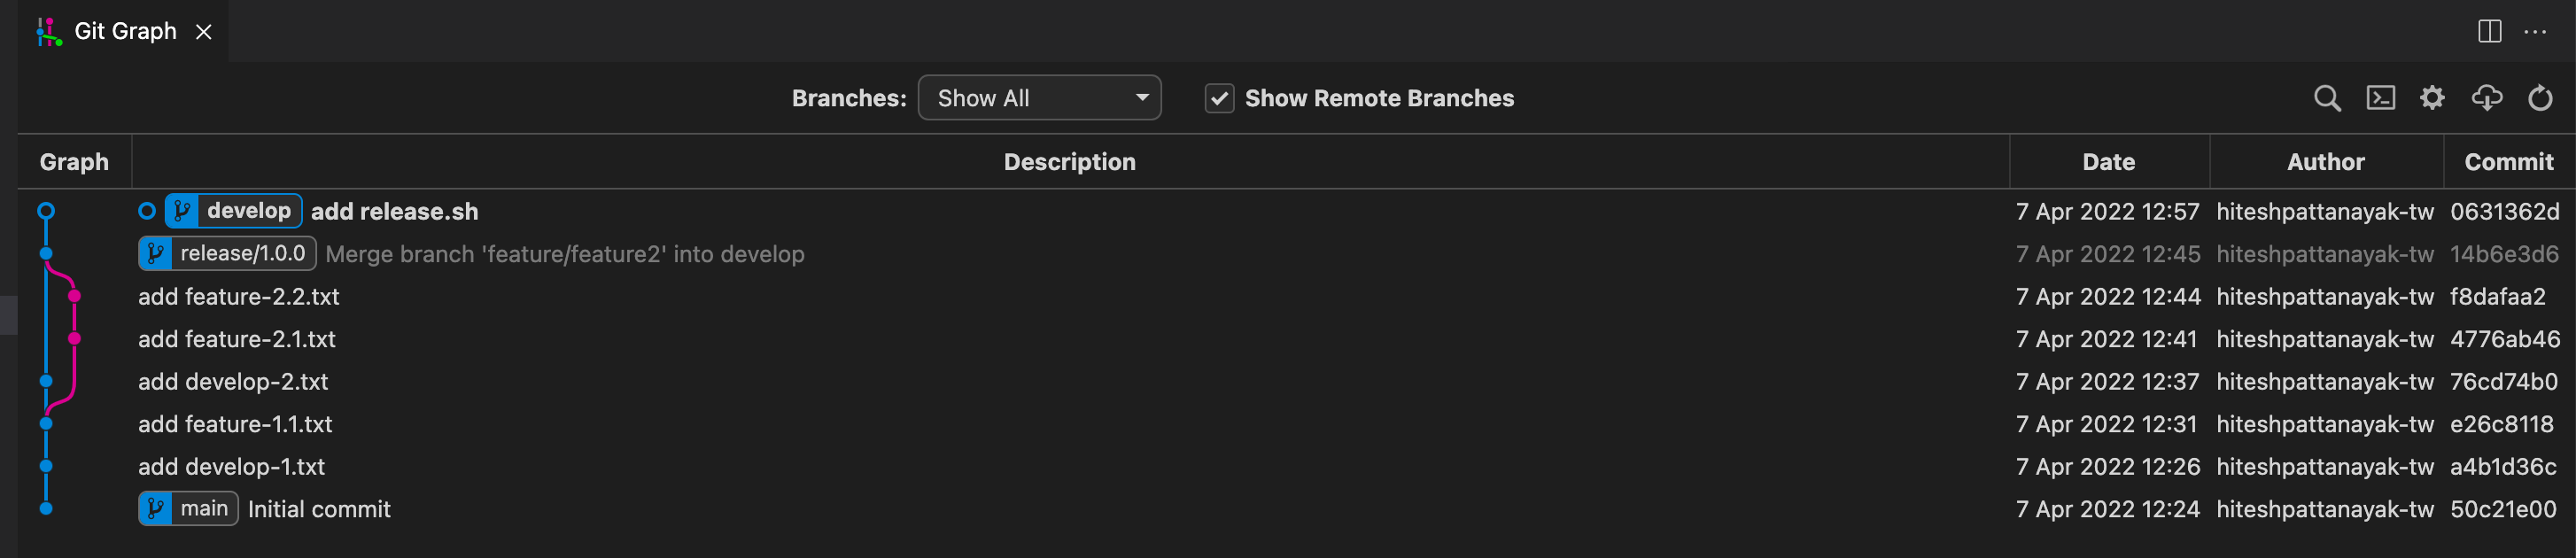 Git Graph
Branches: Show All Show Remote Branches
Graph Description Date Author Commit
develop add release.sh 7 Apr 2022 12:57 hiteshpattanayak-tw 0631362d
release/1.0.0 Merge branch 'feature/feature2' into develop 7 Apr 2022 12:45 hiteshpattanayak-tw 14b6e3d6
add feature-2.2.txt 7 Apr 2022 12:44 hiteshpattanayak-tw f8dafaa2
add feature-2.1.txt 7 Apr 2022 12:41 hiteshpattanayak-tw 4776ab46
add develop-2.txt 7 Apr 2022 12:37 hiteshpattanayak-tw 76cd74b0
add feature-1.1.txt 7 Apr 2022 12:31 hiteshpattanayak-tw e26c8118
add develop-1.txt 7 Apr 2022 12:26 hiteshpattanayak-tw a4b1d36c
main Initial commit 7 Apr 2022 12:24 hiteshpattanayak-tw 50c21e00